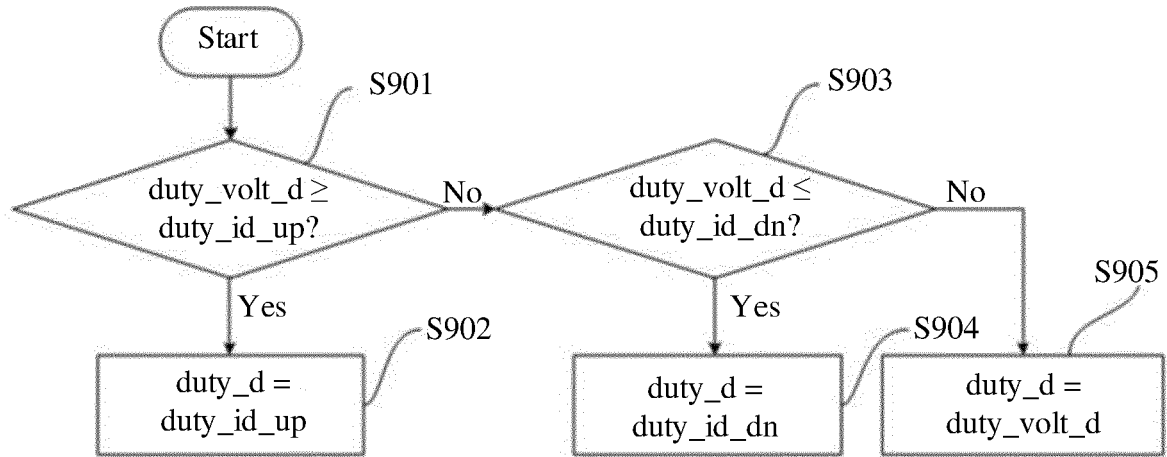 Start
S901
duty_volt_d ≥
duty_id_up?
No
S903
duty_volt_d ≤
duty_id_dn?
No
Yes
S902
duty_d =
duty_id_up
Yes
S904
duty_d =
duty_id_dn
S905
duty_d =
duty_volt_d